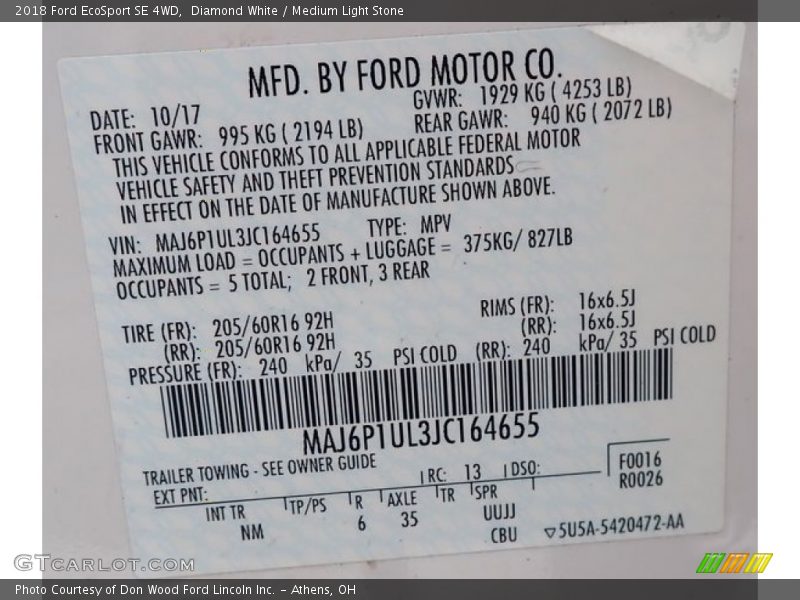 2018 Ford EcoSport SE 4WD, Diamond White / Medium Light Stone
MFD. BY FORD MOTOR CO.
DATE: 10/17 GVWR: 1929 KG ( 4253 LB)
FRONT GAWR: 995 KG ( 2194 LB) REAR GAWR: 940 KG ( 2072 LB)
THIS VEHICLE CONFORMS TO ALL APPLICABLE FEDERAL MOTOR
VEHICLE SAFETY AND THEFT PREVENTION STANDARDS
IN EFFECT ON THE DATE OF MANUFACTURE SHOWN ABOVE.
VIN: MAJ6P1UL3JC164655 TYPE: MPV
MAXIMUM LOAD = OCCUPANTS + LUGGAGE = 375KG/ 827LB
OCCUPANTS = 5 TOTAL; 2 FRONT, 3 REAR
TIRE (FR): 205/60R16 92H RIMS (FR): 16x6.5J
(RR): 205/60R16 92H (RR): 16x6.5J
PRESSURE (FR): 240 kPa/ 35 PSI COLD (RR): 240 kPa/ 35 PSI COLD
MAJ6P1UL3JC164655
TRAILER TOWING - SEE OWNER GUIDE
EXT PNT: RC: 13 DSO: F0016
R0026
INT TR TP/PS R AXLE TR SPR
NM 6 35 UUJJ
CBU 5U5A-5420472-AA
GTCARLOT.COM
Photo Courtesy of Don Wood Ford Lincoln Inc. - Athens, OH